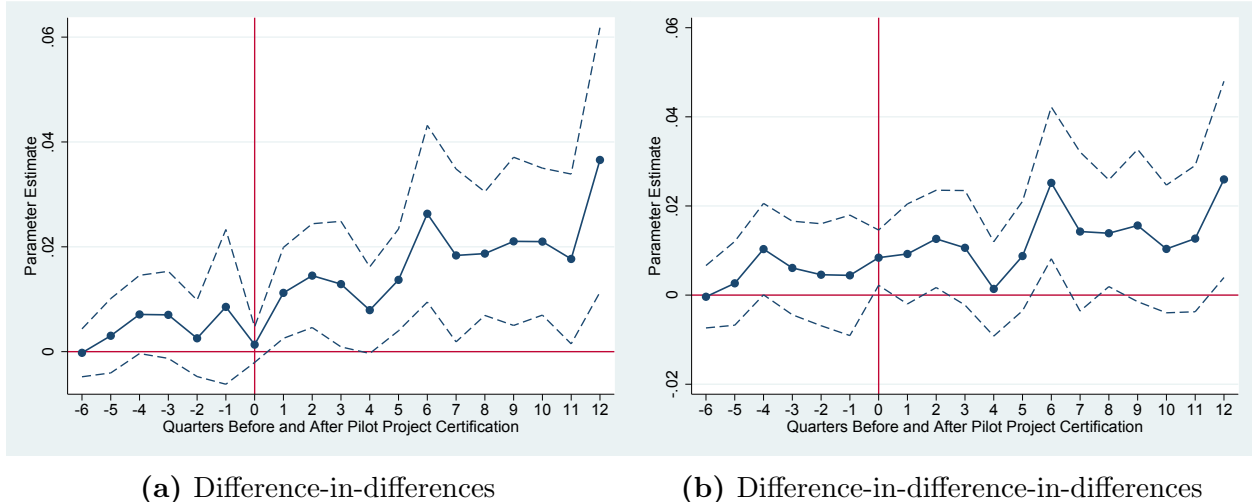 Parameter Estimate
.06
.04
.02
0
-6 -5 -4 -3 -2 -1 0 1 2 3 4 5 6 7 8 9 10 11 12
Quarters Before and After Pilot Project Certification
(a) Difference-in-differences
Parameter Estimate
.06
.04
.02
0
-.02
-6 -5 -4 -3 -2 -1 0 1 2 3 4 5 6 7 8 9 10 11 12
Quarters Before and After Pilot Project Certification
(b) Difference-in-difference-in-differences